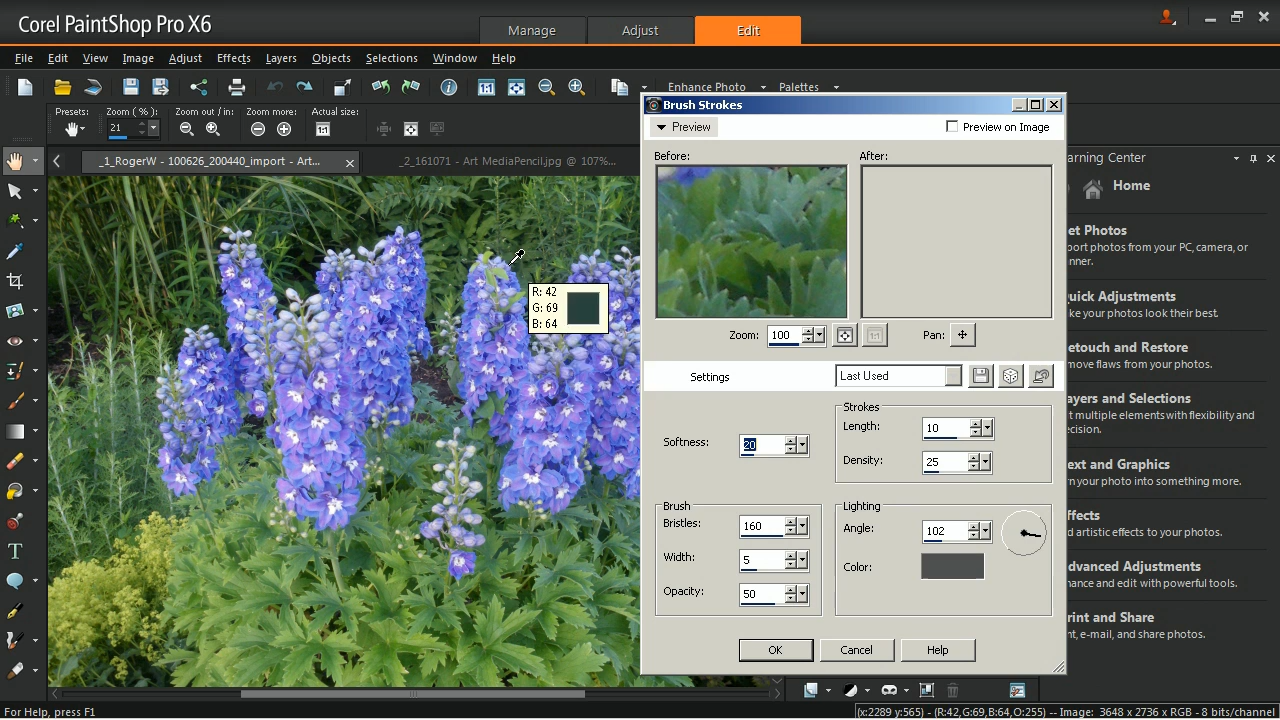 Corel PaintShop Pro X6
Manage
Adjust
Edit
File Edit View Image Adjust Effects Layers Objects Selections Window Help
Enhance Photo
Palettes
Presets:
Zoom ( % ):
Zoom out / in:
Zoom more:
Actual size:
21
_1_RogerW - 100626_200440_import - Art...
_2_161071 - Art MediaPencil.jpg @ 107%...
R: 42
G: 69
B: 64
Brush Strokes
Preview
Preview on Image
Before:
After:
Zoom:
100
Pan:
Settings
Last Used
Softness:
20
Strokes
Length:
10
Density:
25
Brush
Bristles:
160
Width:
5
Opacity:
50
Lighting
Angle:
102
Color:
OK
Cancel
Help
earning Center
Home
et Photos
port photos from your PC, camera, or
nner.
uick Adjustments
ke your photos look their best.
etouch and Restore
move flaws from your photos.
ayers and Selections
t multiple elements with flexibility and
ecision.
ext and Graphics
rn your photo into something more.
ffects
d artistic effects to your photos.
dvanced Adjustments
hance and edit with powerful tools.
rint and Share
nt, e-mail, and share photos.
For Help, press F1
(x:2289 y:565) - (R:42,G:69,B:64,O:255) -- Image: 3648 x 2736 x RGB - 8 bits/channel